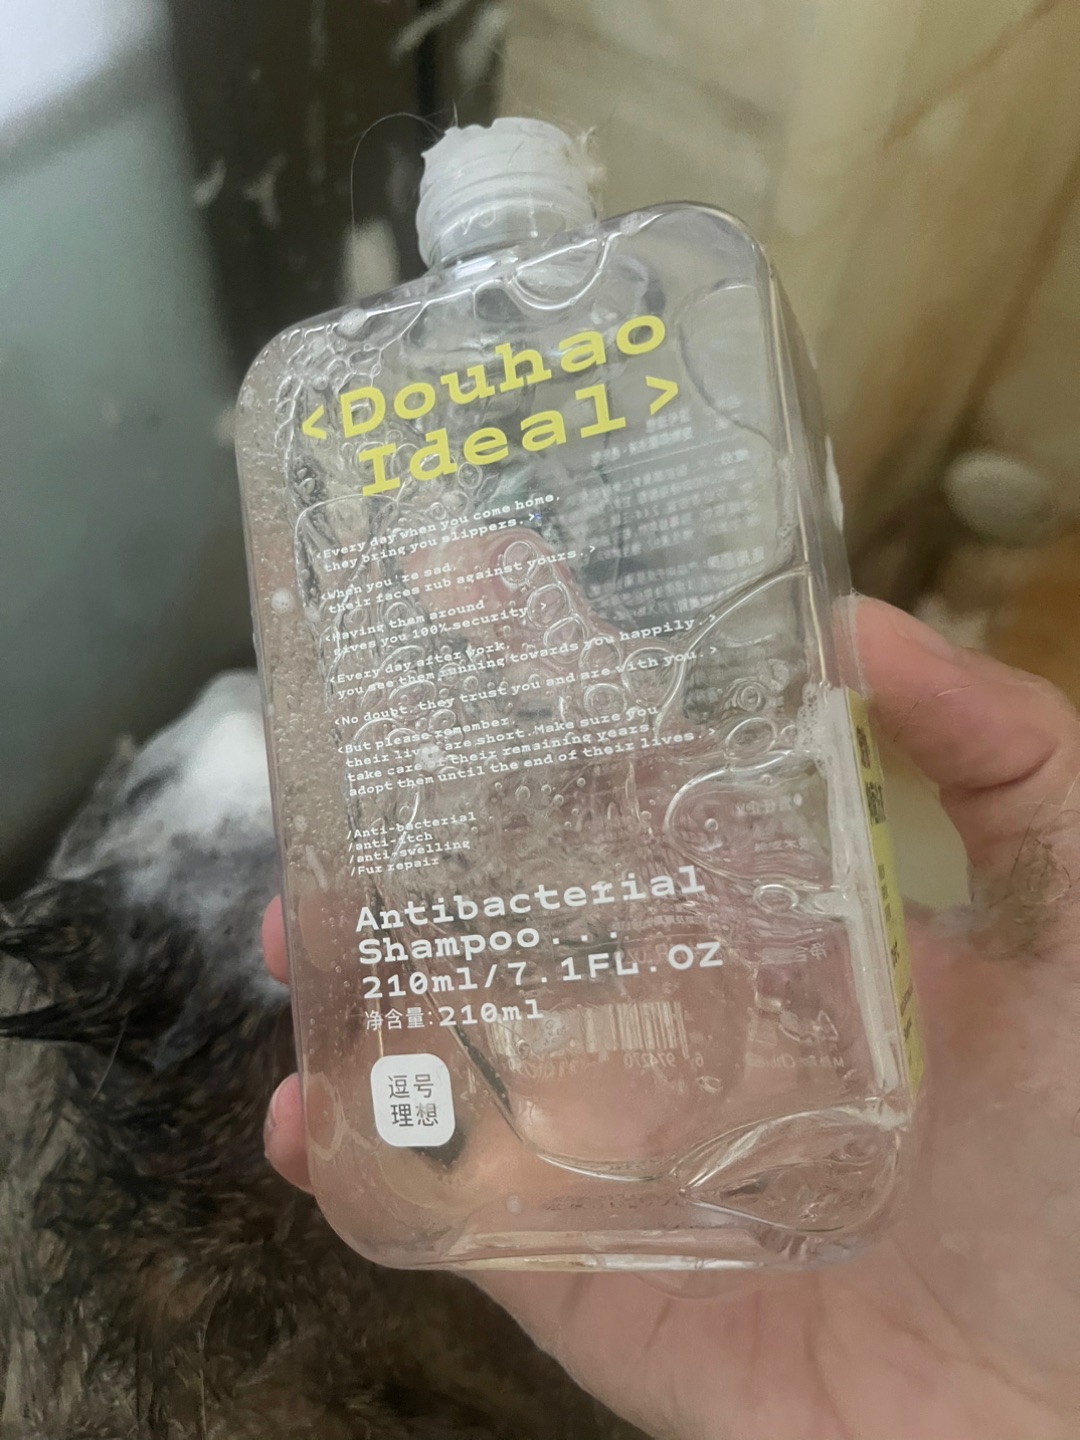 <Douhao
Ideal>
<Every day when you come home,
they bring you slippers.>
<When you're sad,
their faces rub against yours.>
<Having them around
gives you 100% security.>
<Every day after work,
you see them running towards you happily.>
<No doubt, they trust you and are with you.>
<But please remember,
their lives are short. Make sure you
take care of their remaining years,
adopt them until the end of their lives.>
/Anti-bacterial
/anti-itch
/anti-swelling
/Fur repair
Antibacterial
Shampoo...
210ml/7.1FL.OZ
净含量:210ml
逗号
理想